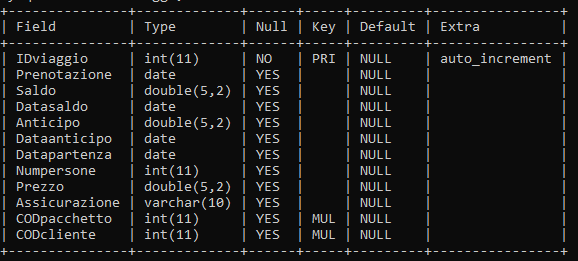 +--------------+-------------+------+-----+---------+----------------+
| Field        | Type        | Null | Key | Default | Extra          |
+--------------+-------------+------+-----+---------+----------------+
| IDviaggio    | int(11)     | NO   | PRI | NULL    | auto_increment |
| Prenotazione | date        | YES  |     | NULL    |                |
| Saldo        | double(5,2) | YES  |     | NULL    |                |
| Datasaldo    | date        | YES  |     | NULL    |                |
| Anticipo     | double(5,2) | YES  |     | NULL    |                |
| Dataanticipo | date        | YES  |     | NULL    |                |
| Datapartenza | date        | YES  |     | NULL    |                |
| Numpersone   | int(11)     | YES  |     | NULL    |                |
| Prezzo       | double(5,2) | YES  |     | NULL    |                |
| Assicurazione | varchar(10) | YES  |     | NULL    |                |
| CODpacchetto | int(11)     | YES  | MUL | NULL    |                |
| CODcliente   | int(11)     | YES  | MUL | NULL    |                |
+--------------+-------------+------+-----+---------+----------------+